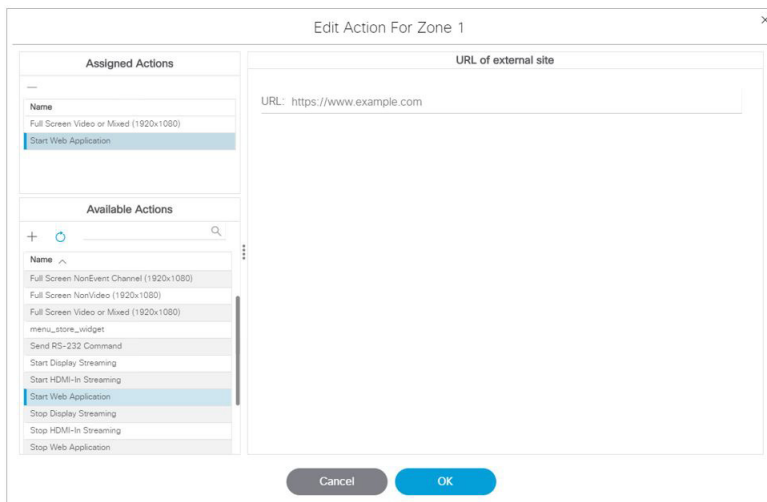 Edit Action For Zone 1
Assigned Actions
Name
Full Screen Video or Mixed (1920x1080)
Start Web Application
Available Actions
Name
Full Screen NonEvent Channel (1920x1080)
Full Screen NonVideo (1920x1080)
Full Screen Video or Mixed (1920x1080)
menu_store_widget
Send RS-232 Command
Start Display Streaming
Start HDMI-In Streaming
Start Web Application
Stop Display Streaming
Stop HDMI-In Streaming
Stop Web Application
URL of external site
URL: https://www.example.com
Cancel
OK